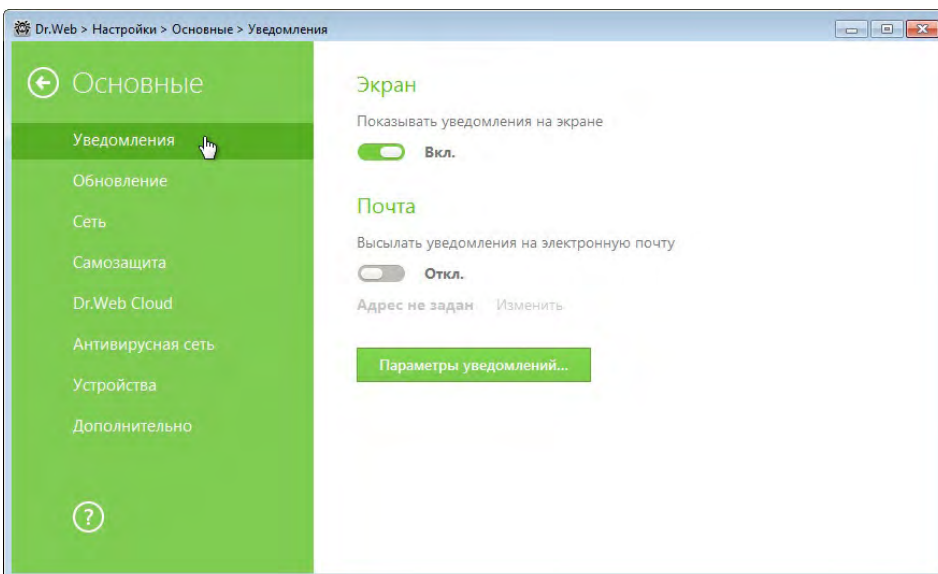 Dr.Web > Настройки > Основные > Уведомления
Основные
Уведомления
Обновление
Сеть
Самозащита
Dr.Web Cloud
Антивирусная сеть
Устройства
Дополнительно
?
Экран
Показывать уведомления на экране
Вкл.
Почта
Высылать уведомления на электронную почту
Откл.
Адрес не задан Изменить
Параметры уведомлений...